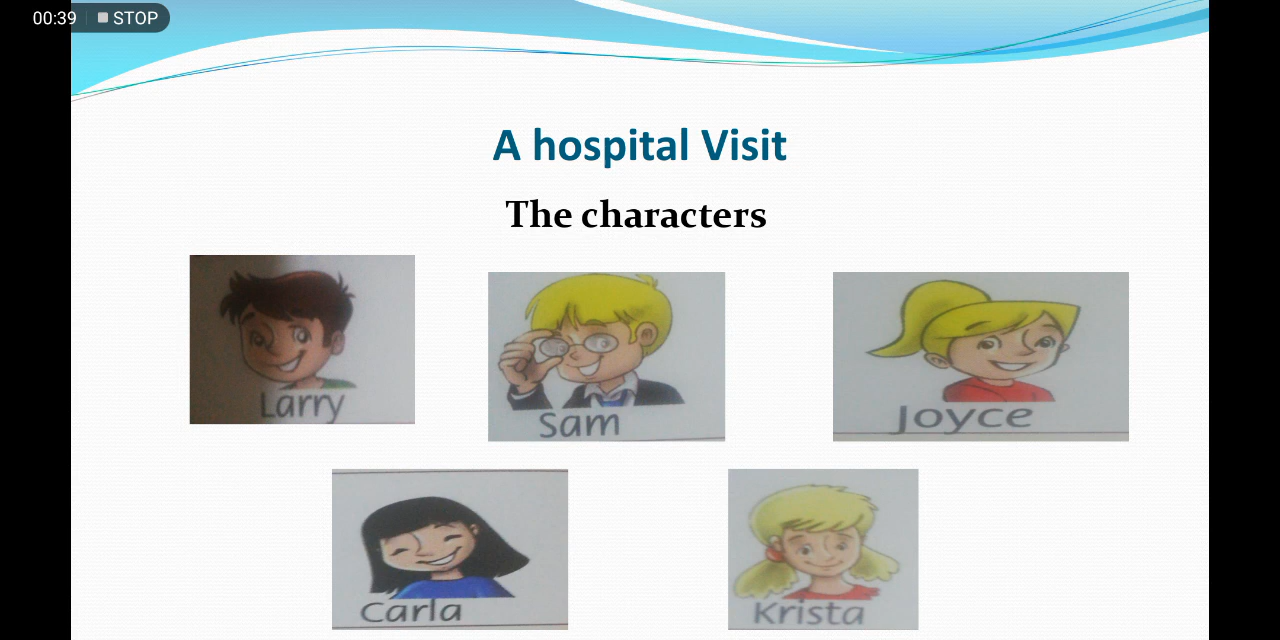 00:39 STOP
A hospital Visit
The characters
Larry
Sam
Joyce
Carla
Krista